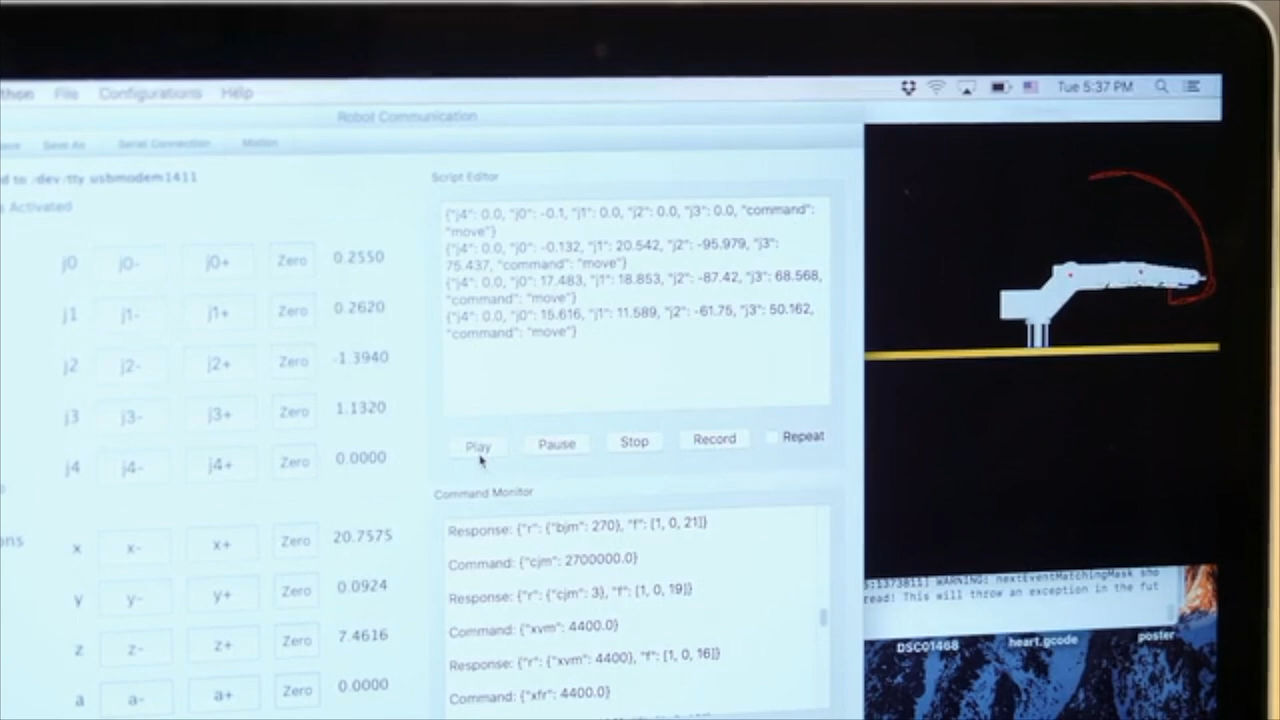 File Configurations Help
Tue 5:37 PM
Robot Communication
Save As Serial Connection Motion
d to /dev/tty usbmodem1411
s Activated
j0 j0- j0+ Zero 0.2550
j1 j1- j1+ Zero 0.2620
j2 j2- j2+ Zero -1.3940
j3 j3- j3+ Zero 1.1320
j4 j4- j4+ Zero 0.0000
ons
x x- x+ Zero 20.7575
y y- y+ Zero 0.0924
z z- z+ Zero 7.4616
a a- a+ Zero 0.0000
Script Editor
{"j4": 0.0, "j0": -0.1, "j1": 0.0, "j2": 0.0, "j3": 0.0, "command":
"move"}
{"j4": 0.0, "j0": -0.132, "j1": 20.542, "j2": -95.979, "j3":
75.437, "command": "move"}
{"j4": 0.0, "j0": 17.483, "j1": 18.853, "j2": -87.42, "j3": 68.568,
"command": "move"}
{"j4": 0.0, "j0": 15.616, "j1": 11.589, "j2": -61.75, "j3": 50.162,
"command": "move"}
Play Pause Stop Record Repeat
Command Monitor
Response: {"r": {"bjm": 270}, "f": [1, 0, 21]}
Command: {"cjm": 2700000.0}
Response: {"r": {"cjm": 3}, "f": [1, 0, 19]}
Command: {"xvm": 4400.0}
Response: {"r": {"xvm": 4400}, "f": [1, 0, 16]}
Command: {"xfr": 4400.0}
5:1373811] WARNING: nextEventMatchingMask sho
read! This will throw an exception in the fut
DSC01468 heart.gcode poster